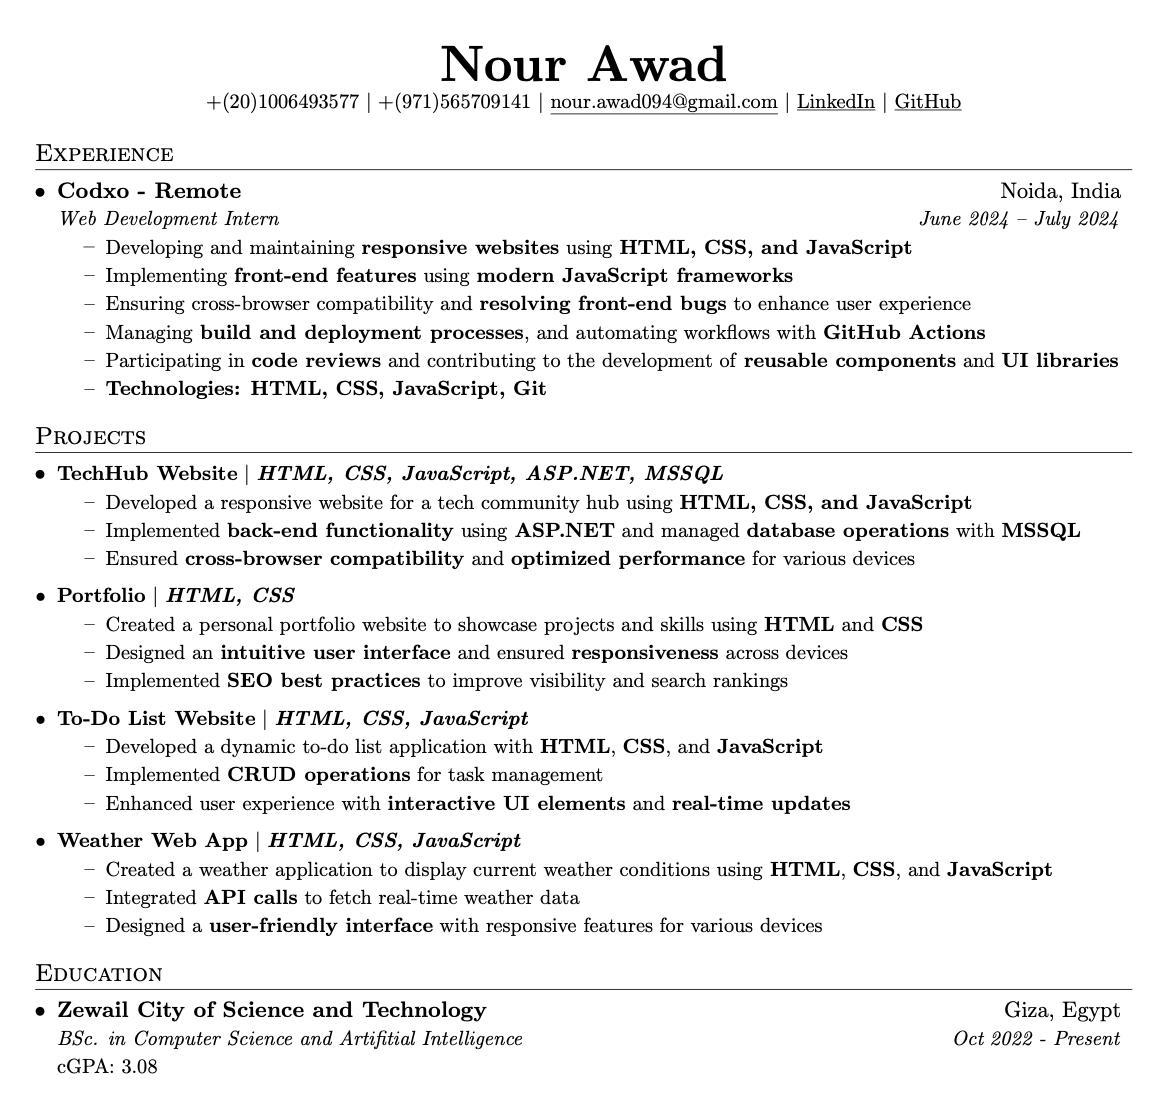 Nour Awad
+(20)1006493577 | +(971)565709141 | nour.awad094@gmail.com | LinkedIn | GitHub
Experience
• Codxo - Remote Noida, India
Web Development Intern June 2024 – July 2024
– Developing and maintaining responsive websites using HTML, CSS, and JavaScript
– Implementing front-end features using modern JavaScript frameworks
– Ensuring cross-browser compatibility and resolving front-end bugs to enhance user experience
– Managing build and deployment processes, and automating workflows with GitHub Actions
– Participating in code reviews and contributing to the development of reusable components and UI libraries
– Technologies: HTML, CSS, JavaScript, Git
Projects
• TechHub Website | HTML, CSS, JavaScript, ASP.NET, MSSQL
– Developed a responsive website for a tech community hub using HTML, CSS, and JavaScript
– Implemented back-end functionality using ASP.NET and managed database operations with MSSQL
– Ensured cross-browser compatibility and optimized performance for various devices
• Portfolio | HTML, CSS
– Created a personal portfolio website to showcase projects and skills using HTML and CSS
– Designed an intuitive user interface and ensured responsiveness across devices
– Implemented SEO best practices to improve visibility and search rankings
• To-Do List Website | HTML, CSS, JavaScript
– Developed a dynamic to-do list application with HTML, CSS, and JavaScript
– Implemented CRUD operations for task management
– Enhanced user experience with interactive UI elements and real-time updates
• Weather Web App | HTML, CSS, JavaScript
– Created a weather application to display current weather conditions using HTML, CSS, and JavaScript
– Integrated API calls to fetch real-time weather data
– Designed a user-friendly interface with responsive features for various devices
Education
• Zewail City of Science and Technology Giza, Egypt
BSc. in Computer Science and Artifitial Intelligence Oct 2022 - Present
cGPA: 3.08